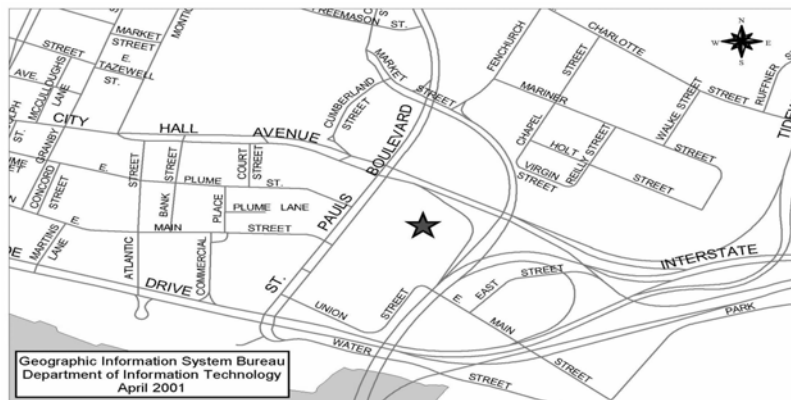 FREEMASON ST.
MONTIC
MARKET
STREET
STREET
E.
TAZEWELL
ST.
AVE.
MCCULLOUGHS
LANE
CUMBERLAND
STREET
MARKET
STREET
FENCHURCH
CHARLOTTE
STREET
N
W E
S
MARINER
STREET
STREET
CHAPEL
HOLT
STREET
VIRGIN
STREET
REILLY STREET
WALKE STREET
RUFFNER
TIDEN
CITY HALL AVENUE
ST.
GRANBY
CONCORD
STREET
E. PLUME ST.
STREET
BANK
STREET
COURT
STREET
PLACE
PLUME LANE
E MAIN STREET
MARTINS
LANE
ATLANTIC
COMMERCIAL
DRIVE
ST. PAULS BOULEVARD
UNION
STREET
WATER
STREET
E MAIN STREET
EAST STREET
INTERSTATE
PARK
Geographic Information System Bureau
Department of Information Technology
April 2001